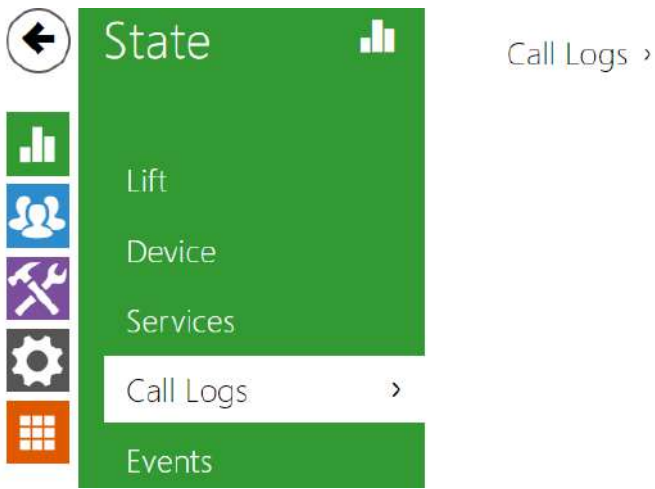 State
Call Logs ›
Lift
Device
Services
Call Logs ›
Events